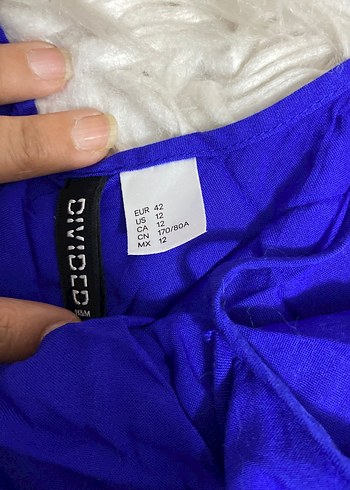 DIVIDED
H&M
EUR 42
US 12
CA 12
CN 170/80A
MX 12